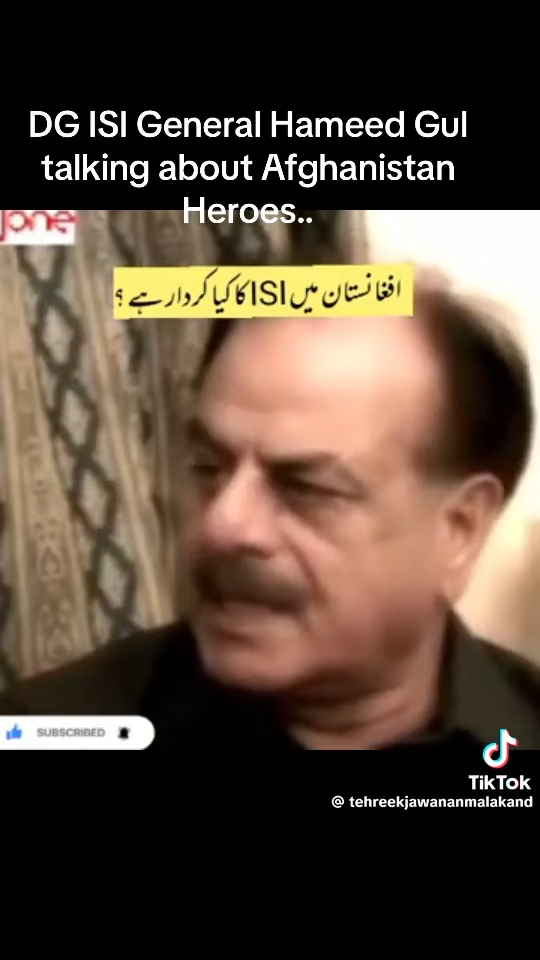 DG ISI General Hameed Gul
talking about Afghanistan
Heroes..
one
افغانستان میں ISI کا کیا کردار ہے ؟
SUBSCRIBED
TikTok
@ tehreekjawananmalakand